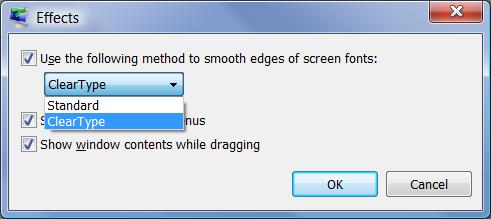 Effects
Use the following method to smooth edges of screen fonts:
ClearType
Standard
ClearType
Show window contents while dragging
OK
Cancel